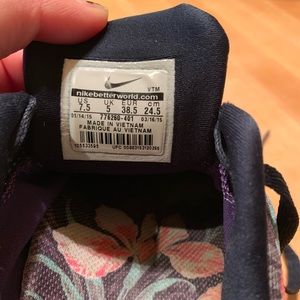 VTM
nikebetterworld.com
US UK EUR cm
7.5 5 38.5 24.5
01/14/15 776260-401 03/16/15
MADE IN VIETNAM
FABRIQUE AU VIETNAM